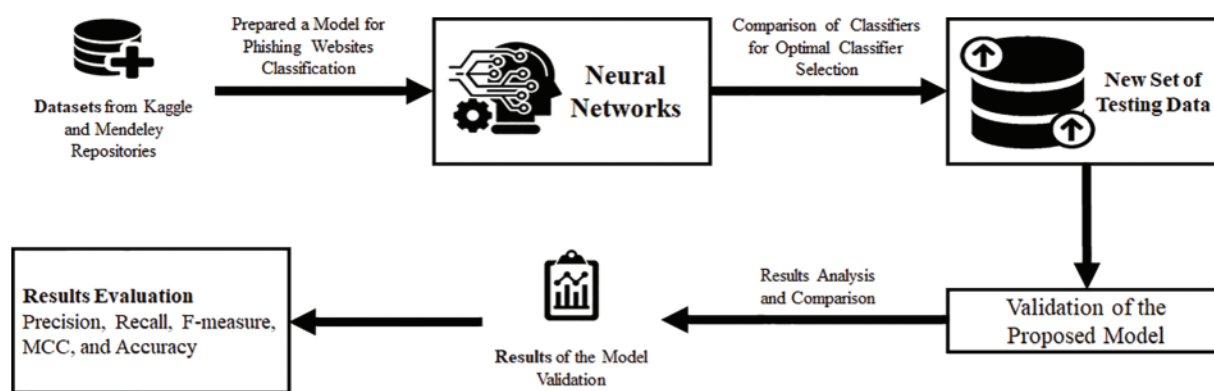 Datasets from Kaggle
and Mendeley
Repositories
Prepared a Model for
Phishing Websites
Classification
Neural
Networks
Comparison of Classifiers
for Optimal Classifier
Selection
New Set of
Testing Data
Validation of the
Proposed Model
Results Analysis
and Comparison
Results of the Model
Validation
Results Evaluation
Precision, Recall, F-measure,
MCC, and Accuracy